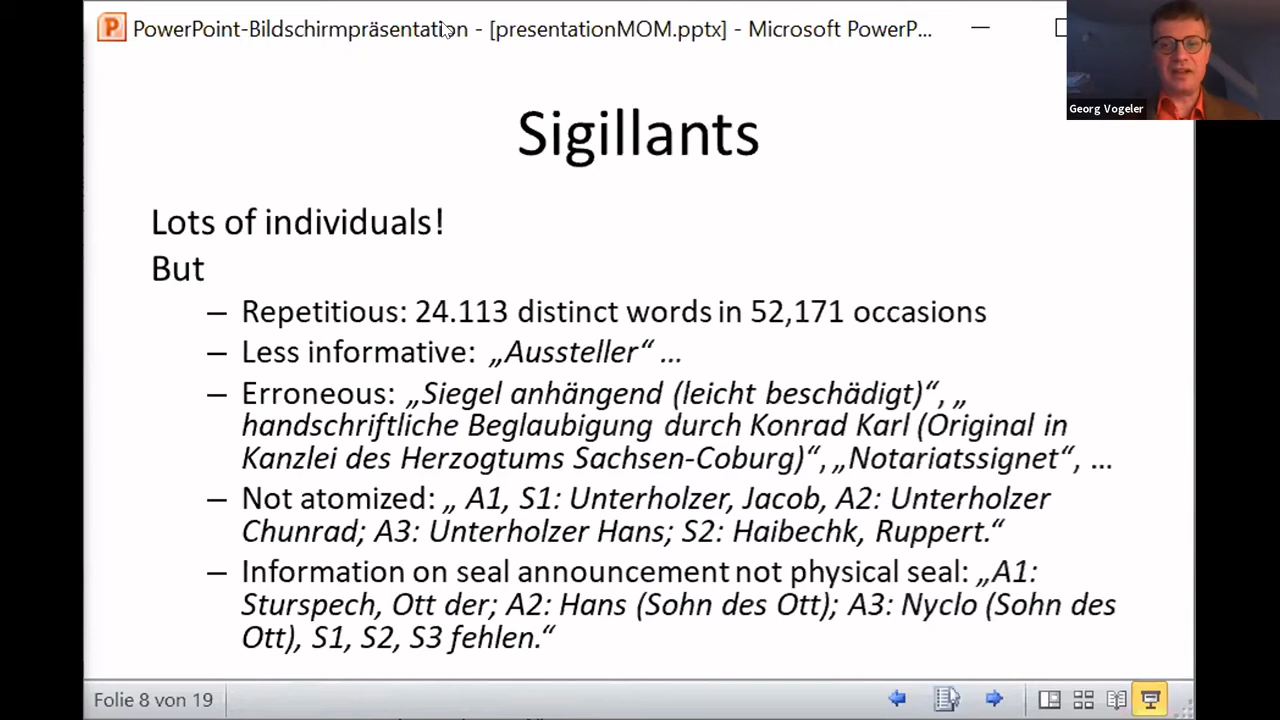 PowerPoint-Bildschirmpräsentation - [presentationMOM.pptx] - Microsoft PowerP...
Georg Vogeler
Sigillants
Lots of individuals!
But
– Repetitious: 24.113 distinct words in 52,171 occasions
– Less informative: „Aussteller“ ...
– Erroneous: „Siegel anhängend (leicht beschädigt)“, „
handschriftliche Beglaubigung durch Konrad Karl (Original in
Kanzlei des Herzogtums Sachsen-Coburg)“, „Notariatssignet“, ...
– Not atomized: „ A1, S1: Unterholzer, Jacob, A2: Unterholzer
Chunrad; A3: Unterholzer Hans; S2: Haibechk, Ruppert.“
– Information on seal announcement not physical seal: „A1:
Sturspech, Ott der; A2: Hans (Sohn des Ott); A3: Nyclo (Sohn des
Ott), S1, S2, S3 fehlen.“
Folie 8 von 19